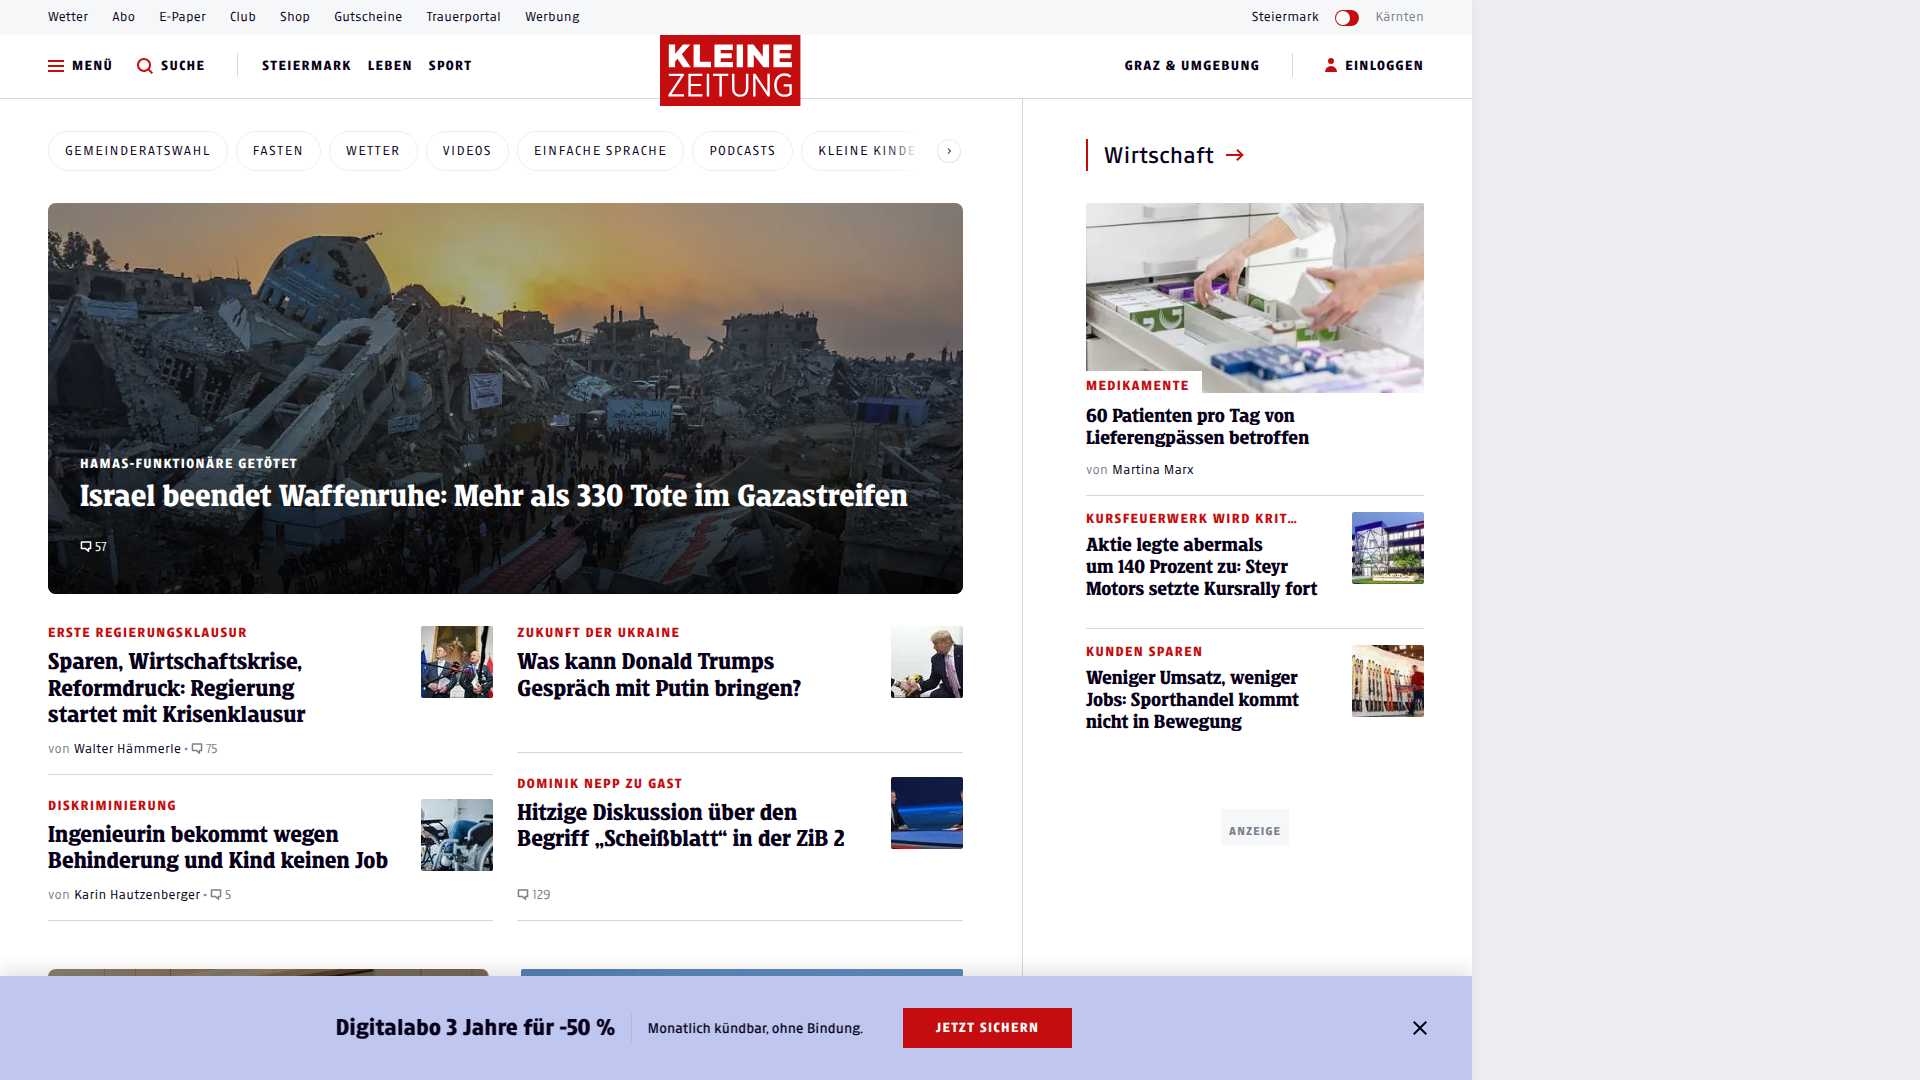 Wetter Abo E-Paper Club Shop Gutscheine Trauerportal Werbung
Steiermark Kärnten
MENÜ SUCHE STEIERMARK LEBEN SPORT
KLEINE
ZEITUNG
GRAZ & UMGEBUNG EINLOGGEN
GEMEINDERATSWAHL FASTEN WETTER VIDEOS EINFACHE SPRACHE PODCASTS KLEINE KINDE
HAMAS-FUNKTIONÄRE GETÖTET
Israel beendet Waffenruhe: Mehr als 330 Tote im Gazastreifen
57
ERSTE REGIERUNGSKLAUSUR
Sparen, Wirtschaftskrise,
Reformdruck: Regierung
startet mit Krisenklausur
von Walter Hämmerle • 75
DISKRIMINIERUNG
Ingenieurin bekommt wegen
Behinderung und Kind keinen Job
von Karin Hautzenberger • 5
ZUKUNFT DER UKRAINE
Was kann Donald Trumps
Gespräch mit Putin bringen?
DOMINIK NEPP ZU GAST
Hitzige Diskussion über den
Begriff „Scheißblatt“ in der ZiB 2
129
Wirtschaft
MEDIKAMENTE
60 Patienten pro Tag von
Lieferengpässen betroffen
von Martina Marx
KURSFEUERWERK WIRD KRIT…
Aktie legte abermals
um 140 Prozent zu: Steyr
Motors setzte Kursrally fort
KUNDEN SPAREN
Weniger Umsatz, weniger
Jobs: Sporthandel kommt
nicht in Bewegung
ANZEIGE
Digitalabo 3 Jahre für -50 %
Monatlich kündbar, ohne Bindung.
JETZT SICHERN